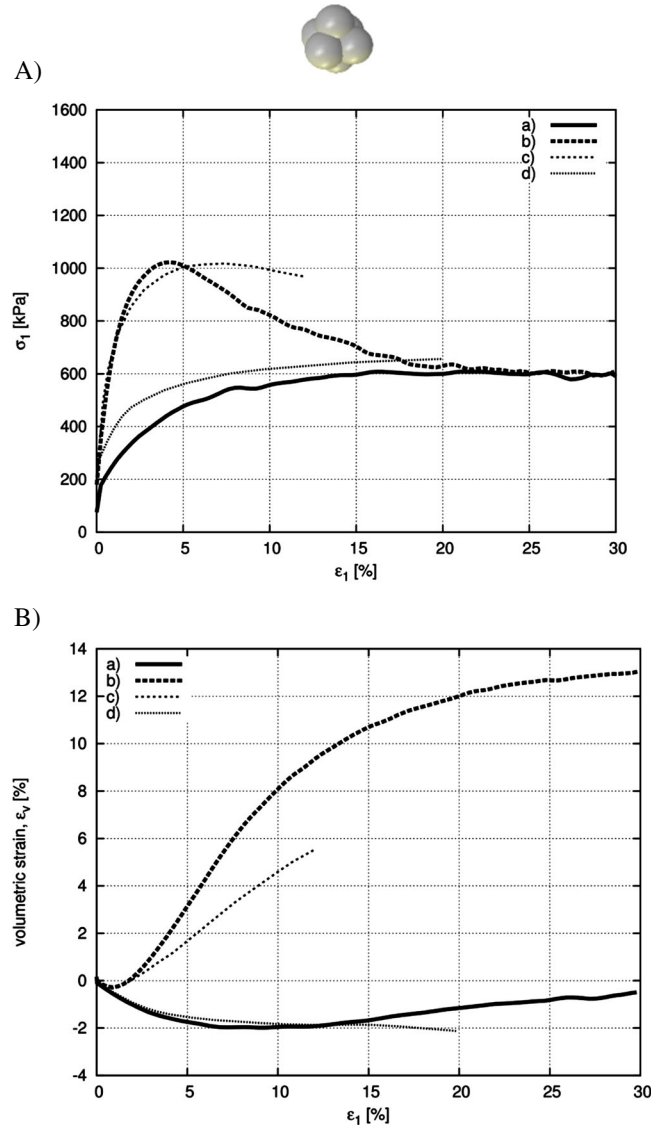 A)
1600
1400
1200
1000
800
600
400
200
0
σ1 [kPa]
a)
b)
c)
d)
0 5 10 15 20 25 30
ε1 [%]
B)
14
12
10
8
6
4
2
0
-2
-4
volumetric strain, εv [%]
a)
b)
c)
d)
0 5 10 15 20 25 30
ε1 [%]